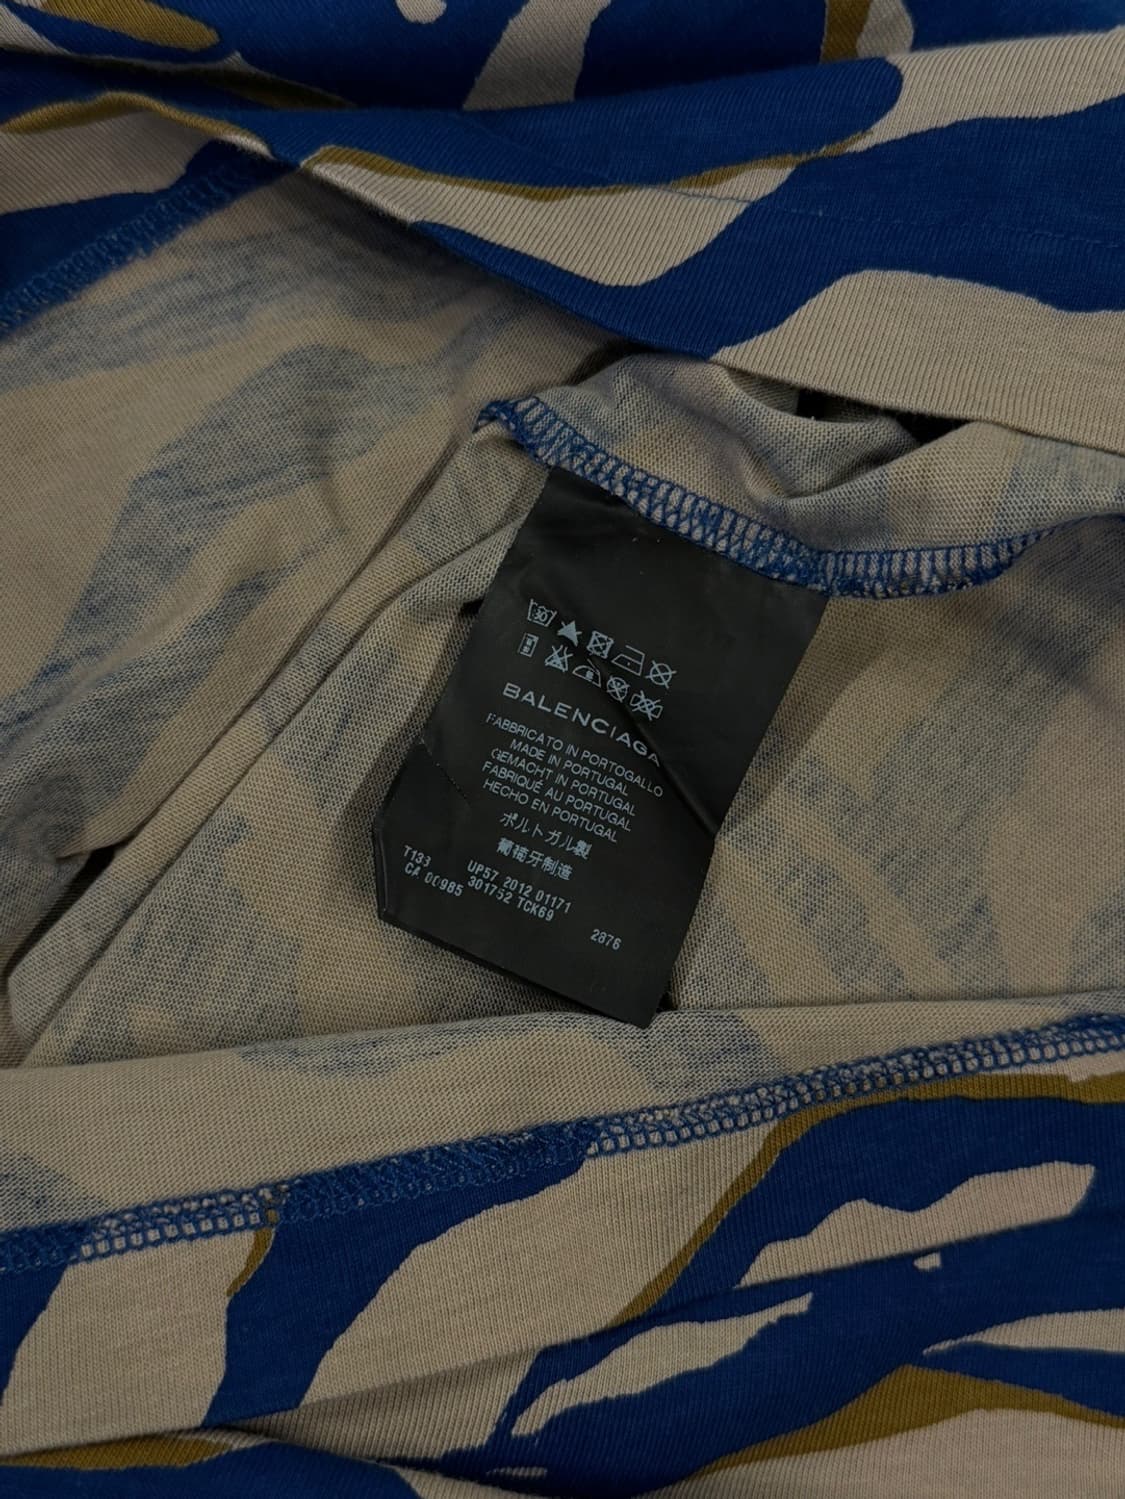 30
BALENCIAGA
FABBRICATO IN PORTOGALLO
MADE IN PORTUGAL
GEMACHT IN PORTUGAL
FABRIQUÉ AU PORTUGAL
HECHO EN PORTUGAL
ポルトガル製
葡萄牙制造
T133 UP57 2012 01171
CA 00985 301752 TCK69
2876